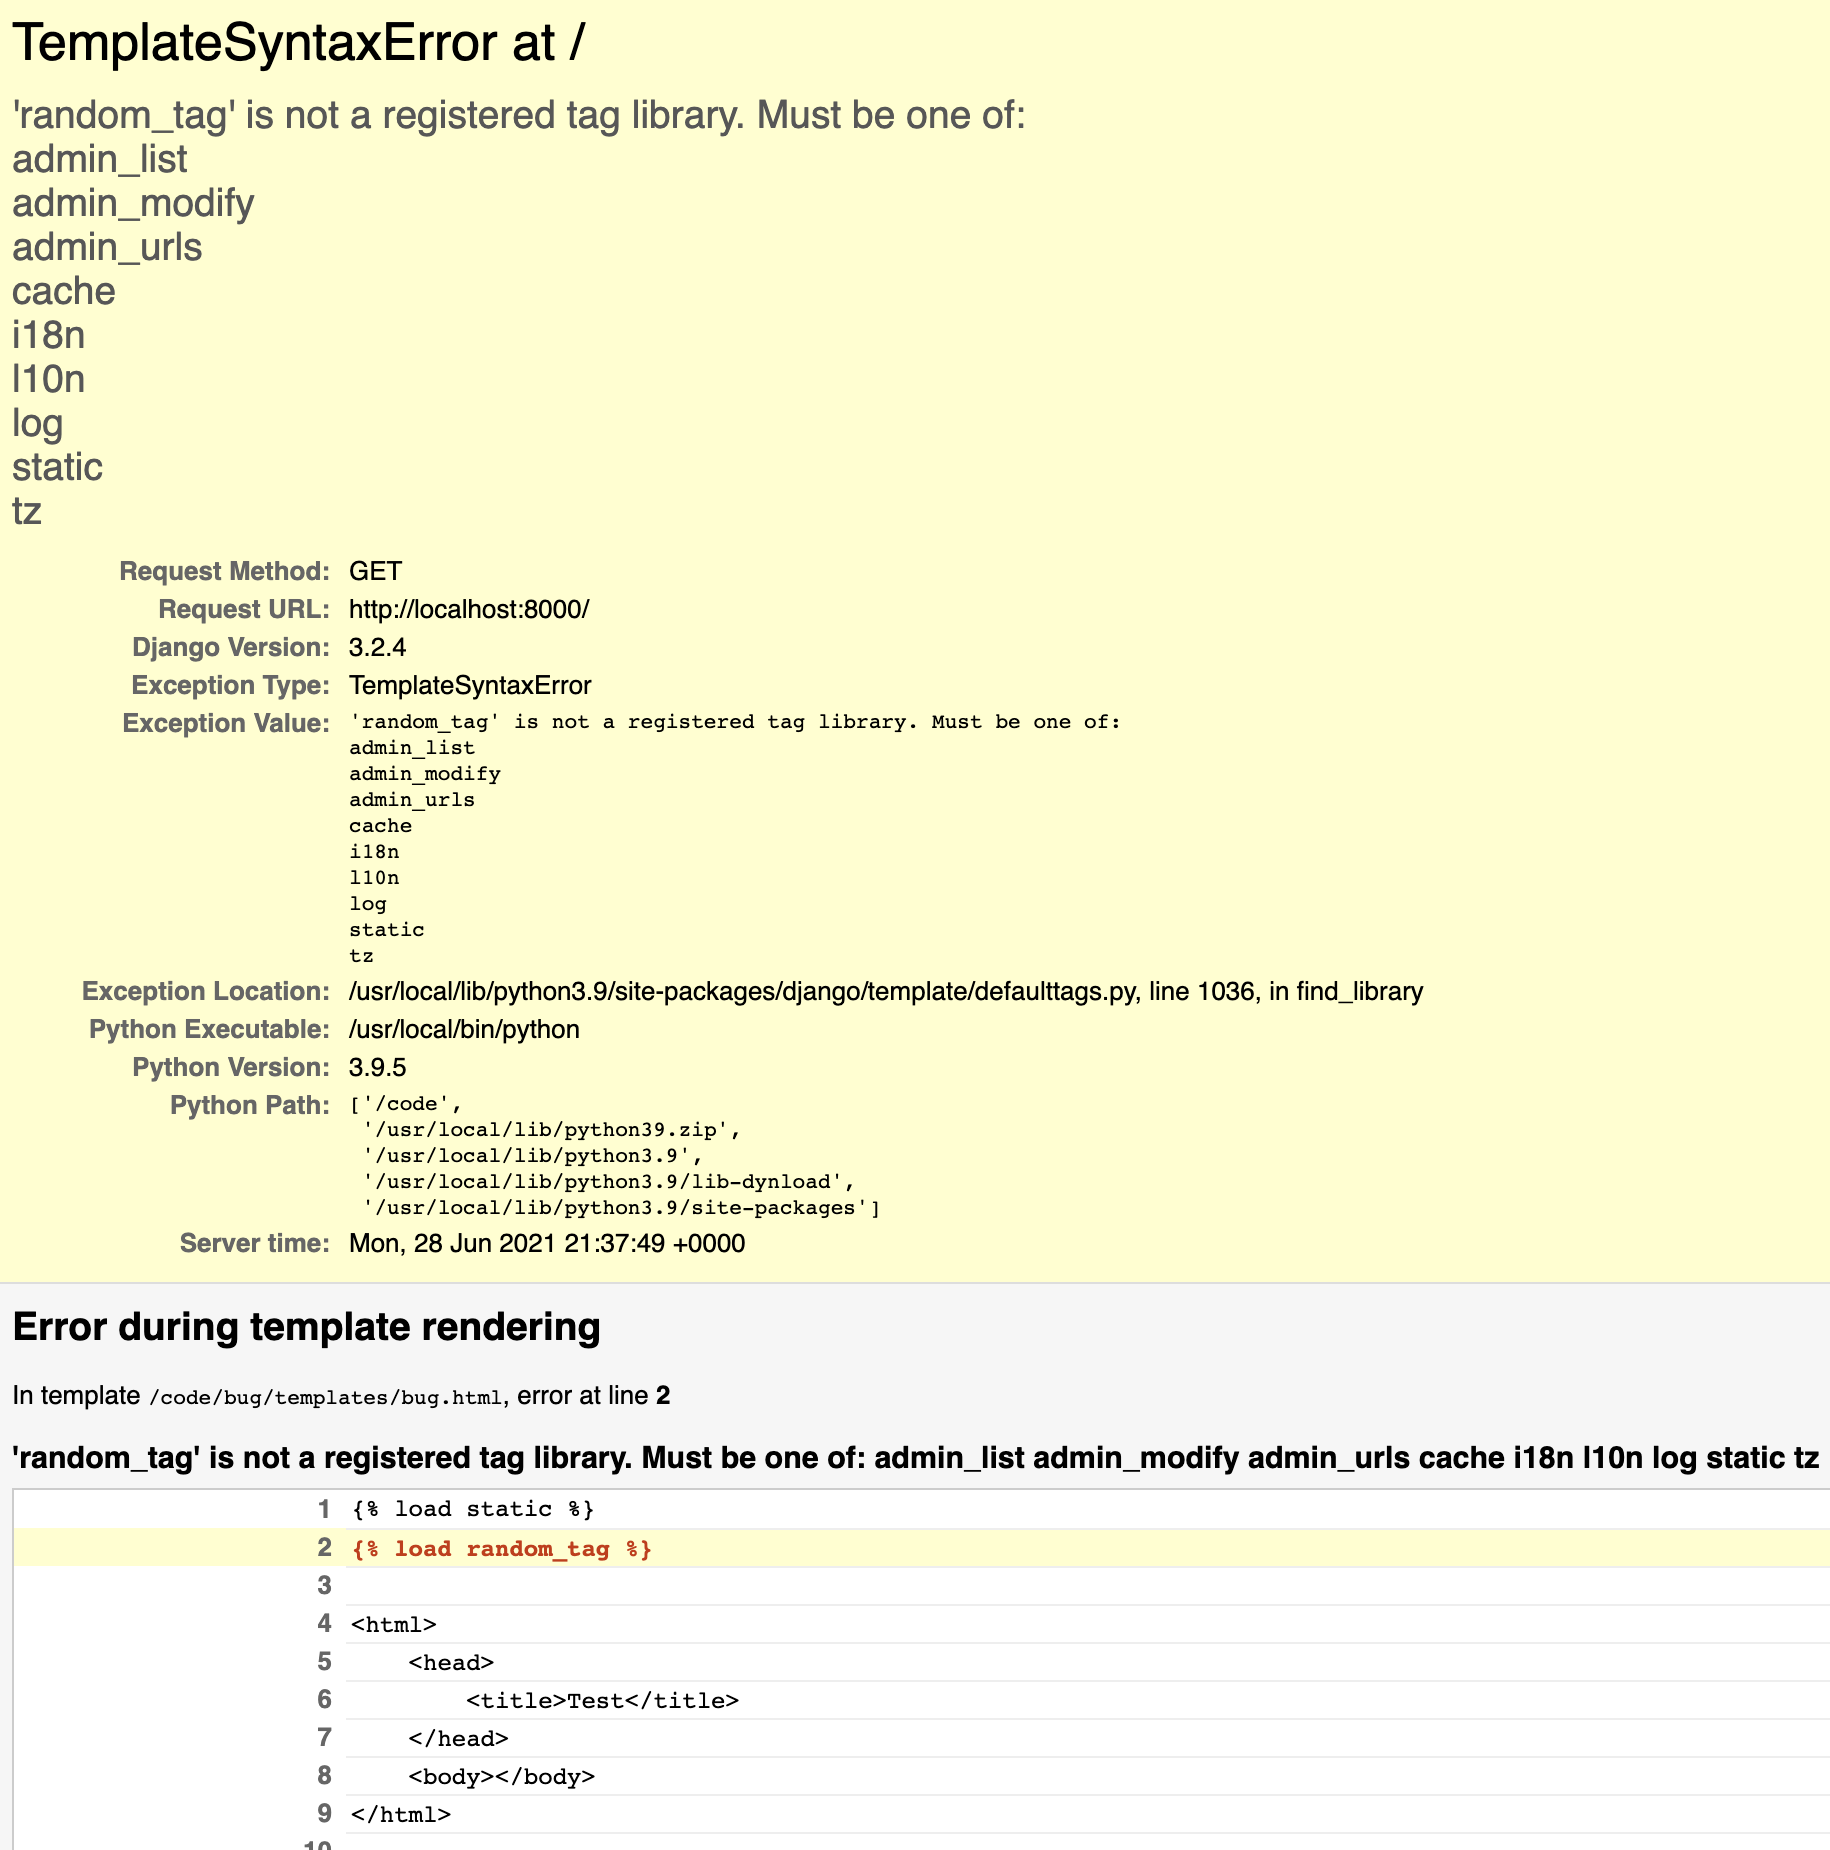 TemplateSyntaxError at /
'random_tag' is not a registered tag library. Must be one of:
admin_list
admin_modify
admin_urls
cache
i18n
l10n
log
static
tz
Request Method: GET
Request URL: http://localhost:8000/
Django Version: 3.2.4
Exception Type: TemplateSyntaxError
Exception Value: 'random_tag' is not a registered tag library. Must be one of:
admin_list
admin_modify
admin_urls
cache
i18n
l10n
log
static
tz
Exception Location: /usr/local/lib/python3.9/site-packages/django/template/defaulttags.py, line 1036, in find_library
Python Executable: /usr/local/bin/python
Python Version: 3.9.5
Python Path: ['/code',
'/usr/local/lib/python39.zip',
'/usr/local/lib/python3.9',
'/usr/local/lib/python3.9/lib-dynload',
'/usr/local/lib/python3.9/site-packages']
Server time: Mon, 28 Jun 2021 21:37:49 +0000
Error during template rendering
In template /code/bug/templates/bug.html, error at line 2
'random_tag' is not a registered tag library. Must be one of: admin_list admin_modify admin_urls cache i18n l10n log static tz
1 {% load static %}
2 {% load random_tag %}
3
4 <html>
5 <head>
6 <title>Test</title>
7 </head>
8 <body></body>
9 </html>
10